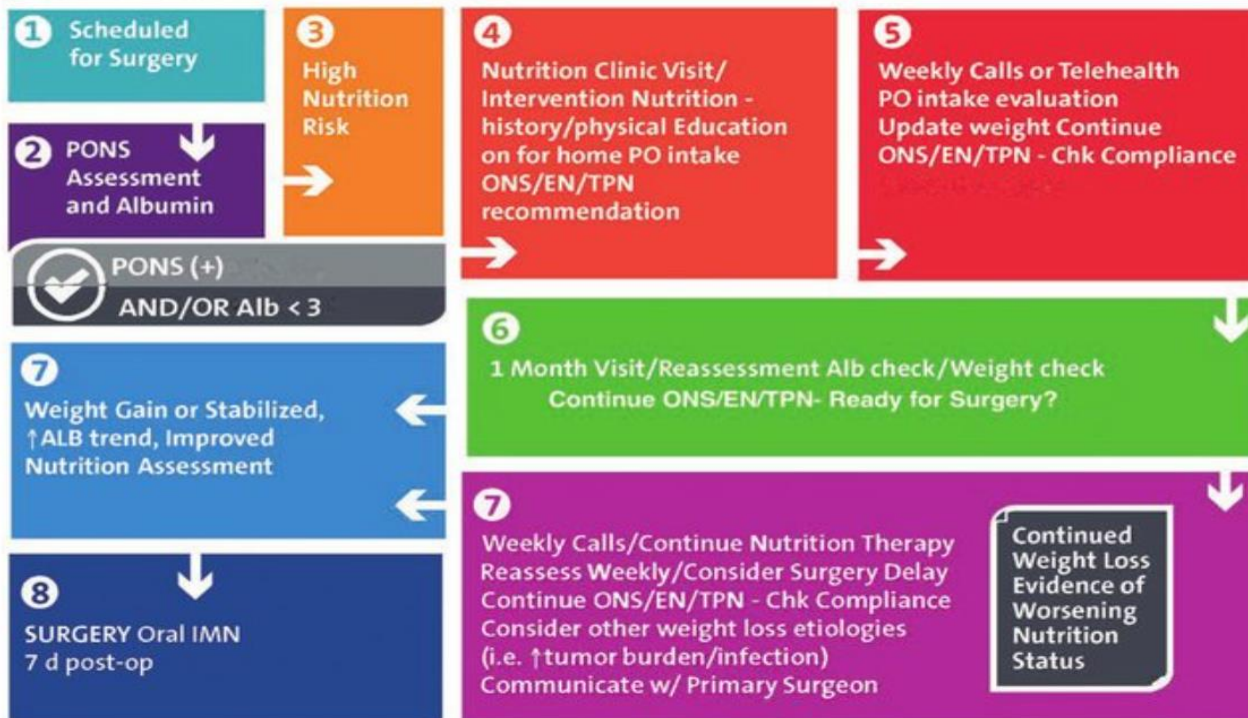 1 Scheduled
for Surgery
2 PONS
Assessment
and Albumin
PONS (+)
AND/OR Alb < 3
3
High
Nutrition
Risk
4
Nutrition Clinic Visit/
Intervention Nutrition -
history/physical Education
on for home PO intake
ONS/EN/TPN
recommendation
5
Weekly Calls or Telehealth
PO intake evaluation
Update weight Continue
ONS/EN/TPN - Chk Compliance
6
1 Month Visit/Reassessment Alb check/Weight check
Continue ONS/EN/TPN- Ready for Surgery?
7
Weight Gain or Stabilized,
↑ALB trend, Improved
Nutrition Assessment
7
Weekly Calls/Continue Nutrition Therapy
Reassess Weekly/Consider Surgery Delay
Continue ONS/EN/TPN - Chk Compliance
Consider other weight loss etiologies
(i.e. ↑tumor burden/infection)
Communicate w/ Primary Surgeon
Continued
Weight Loss
Evidence of
Worsening
Nutrition
Status
8
SURGERY Oral IMN
7 d post-op